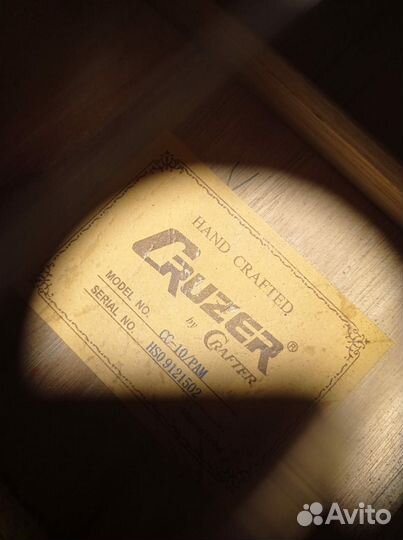 HAND CRAFTED
CRUZER®
by CRAFTER
MODEL NO. CC-10/PAM
SERIAL NO. HS09121502
Avito